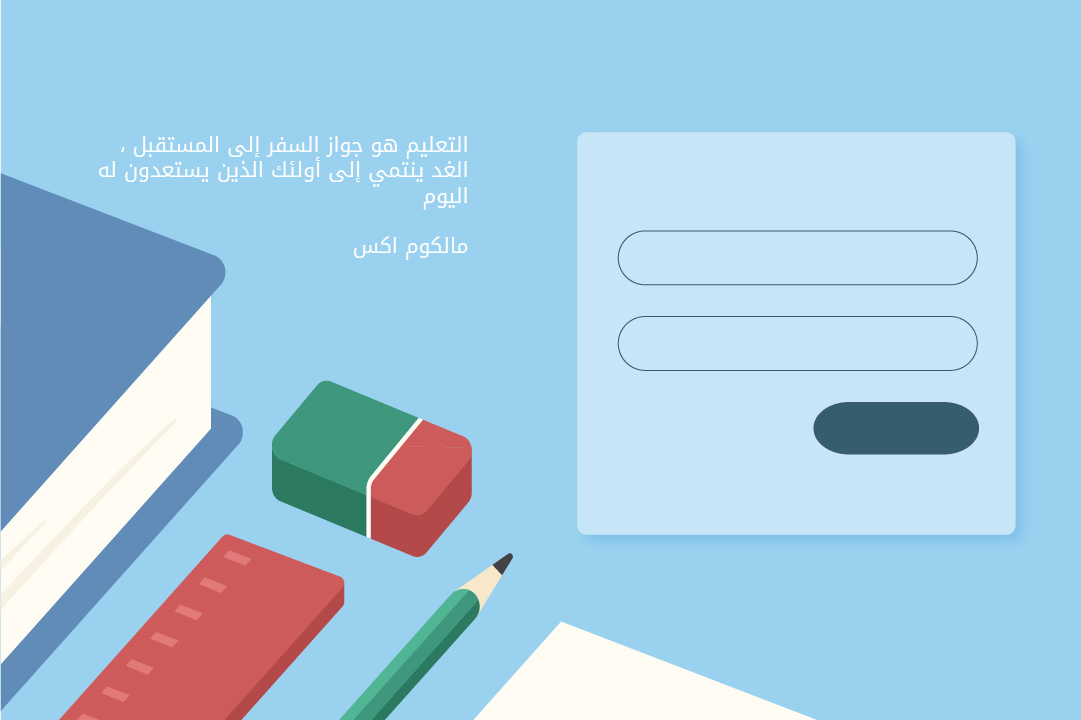 التعليم هو جواز السفر إلى المستقبل ،
الغد ينتمي إلى أولئك الذين يستعدون له
اليوم
مالكوم اكس